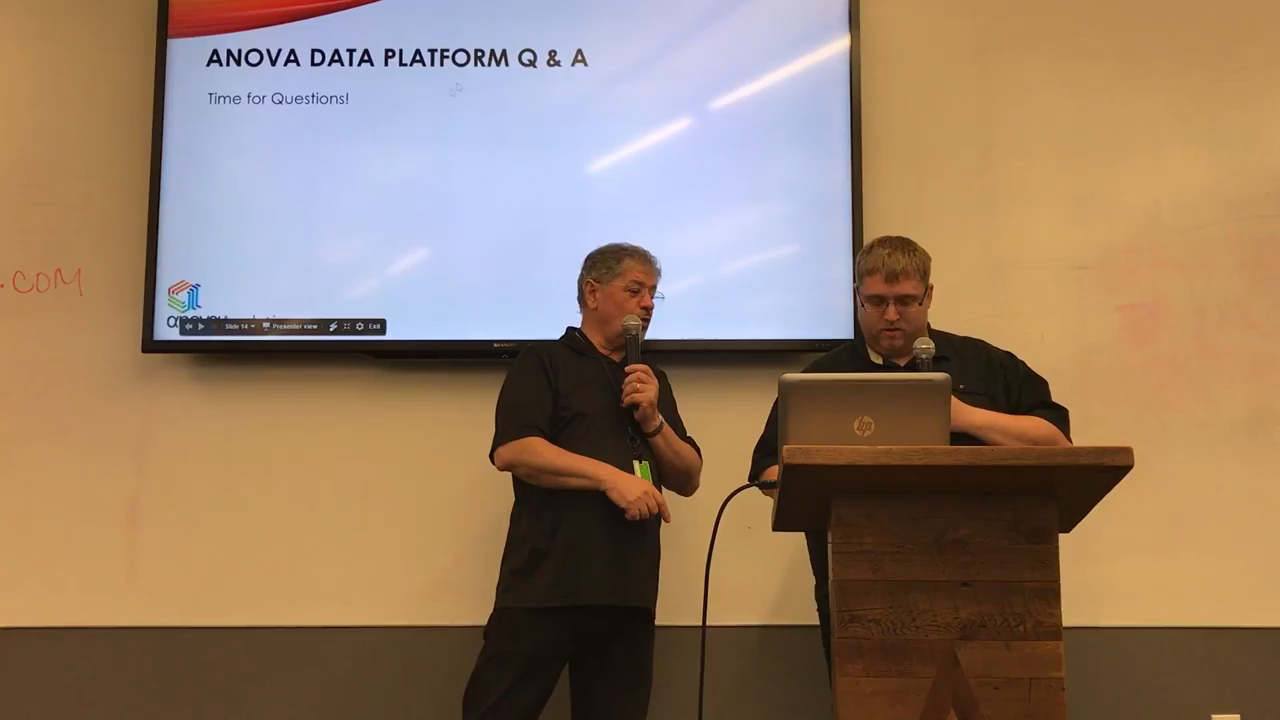 ANOVA DATA PLATFORM Q & A
Time for Questions!
.COM
Slide 14
Presenter view
Exit
hp